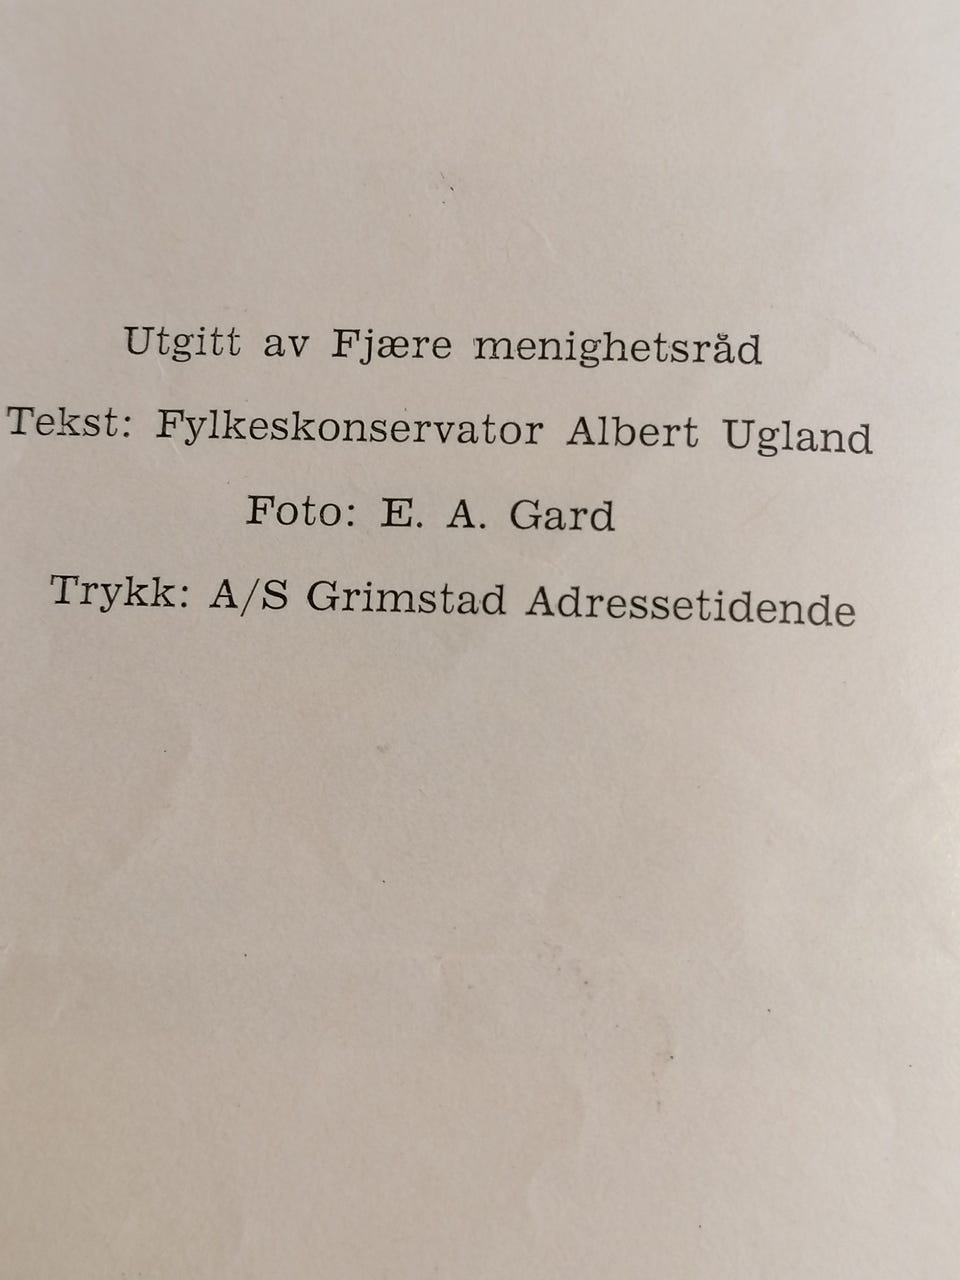 Utgitt av Fjære menighetsråd
Tekst: Fylkeskonservator Albert Ugland
Foto: E. A. Gard
Trykk: A/S Grimstad Adressetidende